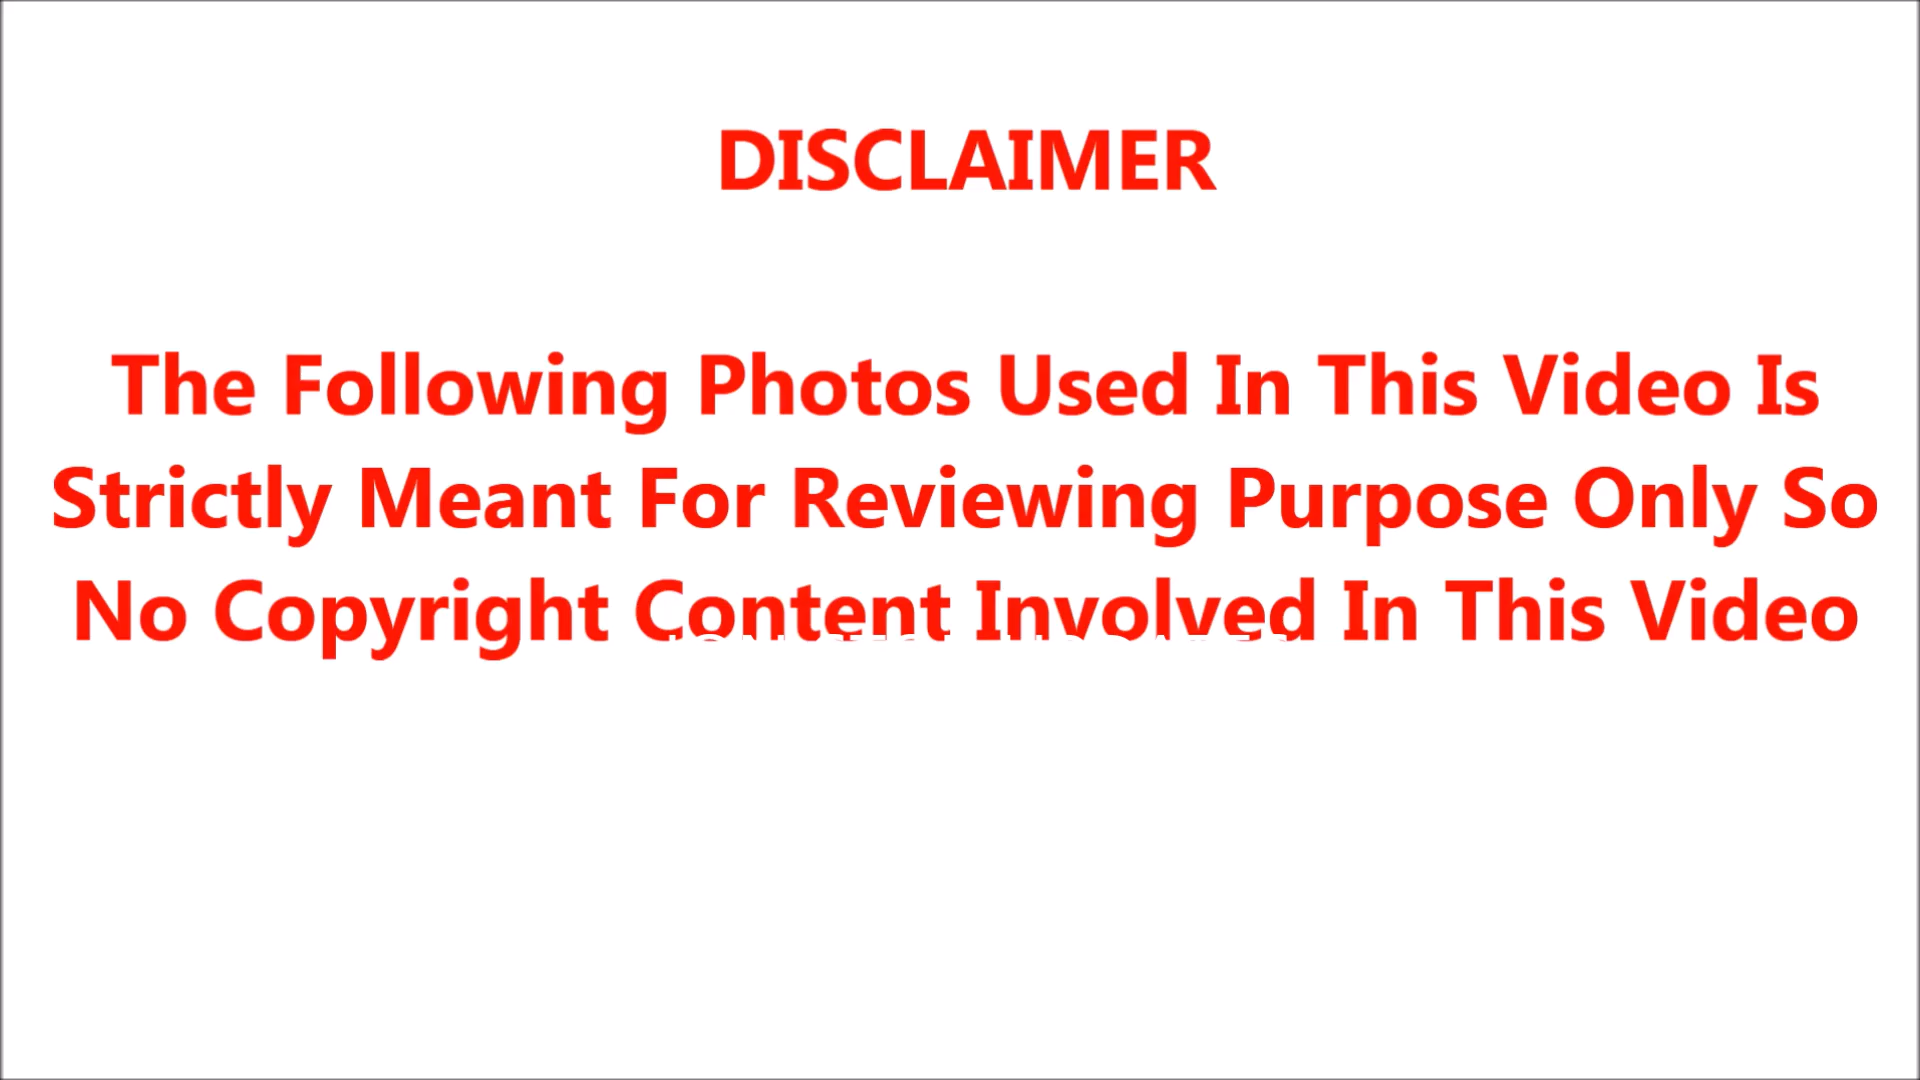 DISCLAIMER
The Following Photos Used In This Video Is
Strictly Meant For Reviewing Purpose Only So
No Copyright Content Involved In This Video